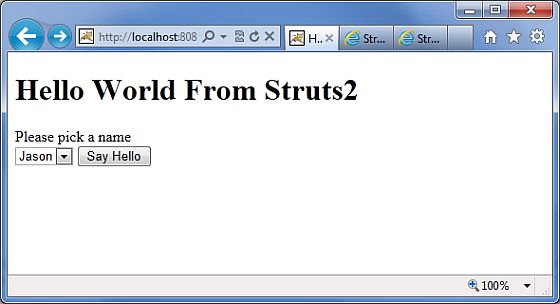 http://localhost:808
H...
Str...
Str...
Hello World From Struts2
Please pick a name
Jason
Say Hello
100%